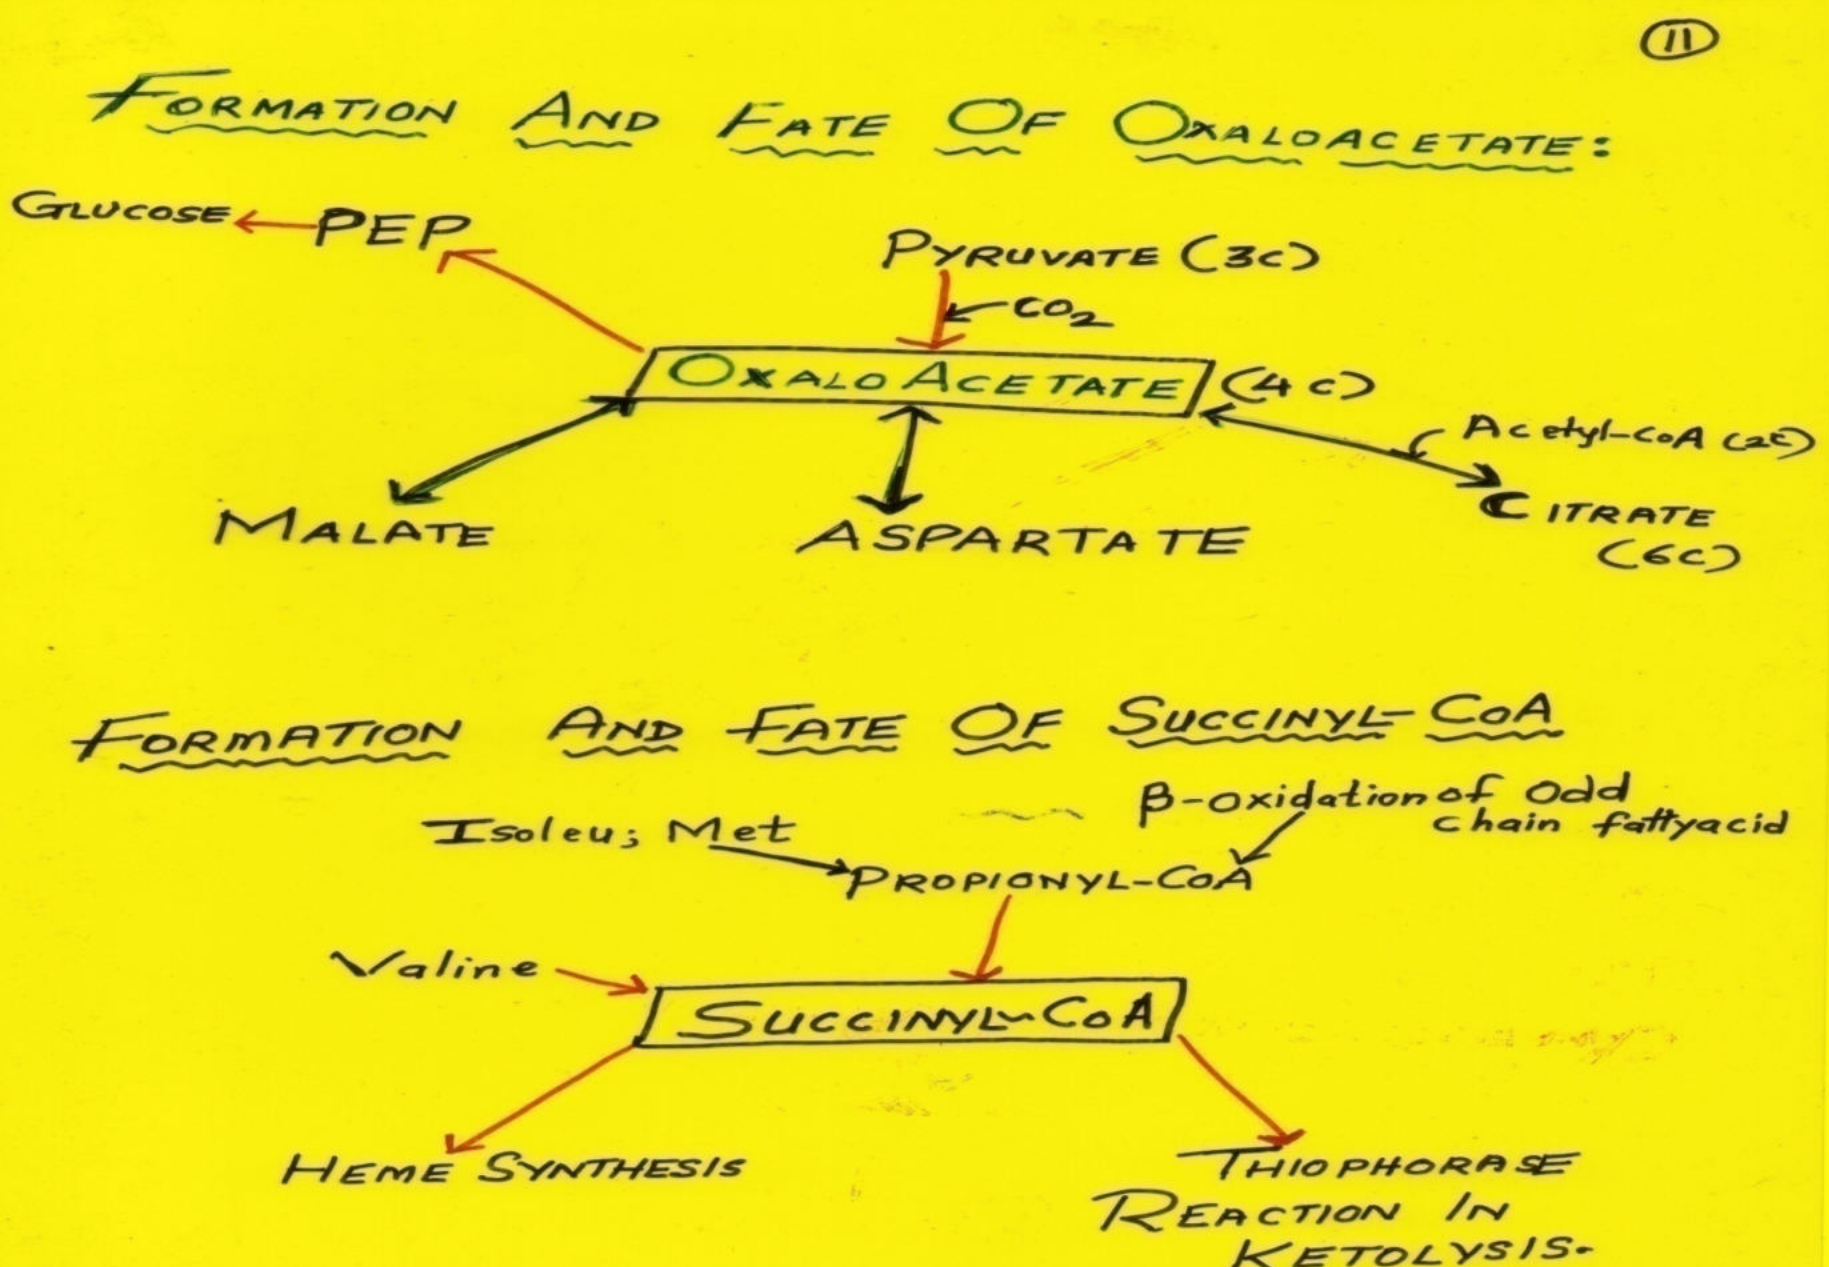 11
FORMATION AND FATE OF OXALOACETATE:
GLUCOSE ← PEP
PYRUVATE (3C)
CO2
OXALOACETATE (4C)
Acetyl-CoA (2C)
MALATE
ASPARTATE
CITRATE
(6C)
FORMATION AND FATE OF SUCCINYL-COA
β-oxidation of odd
chain fattyacid
Isoleu; Met
PROPIONYL-COA
Valine
SUCCINYL~COA
HEME SYNTHESIS
THIOPHORASE
REACTION IN
KETOLYSIS.